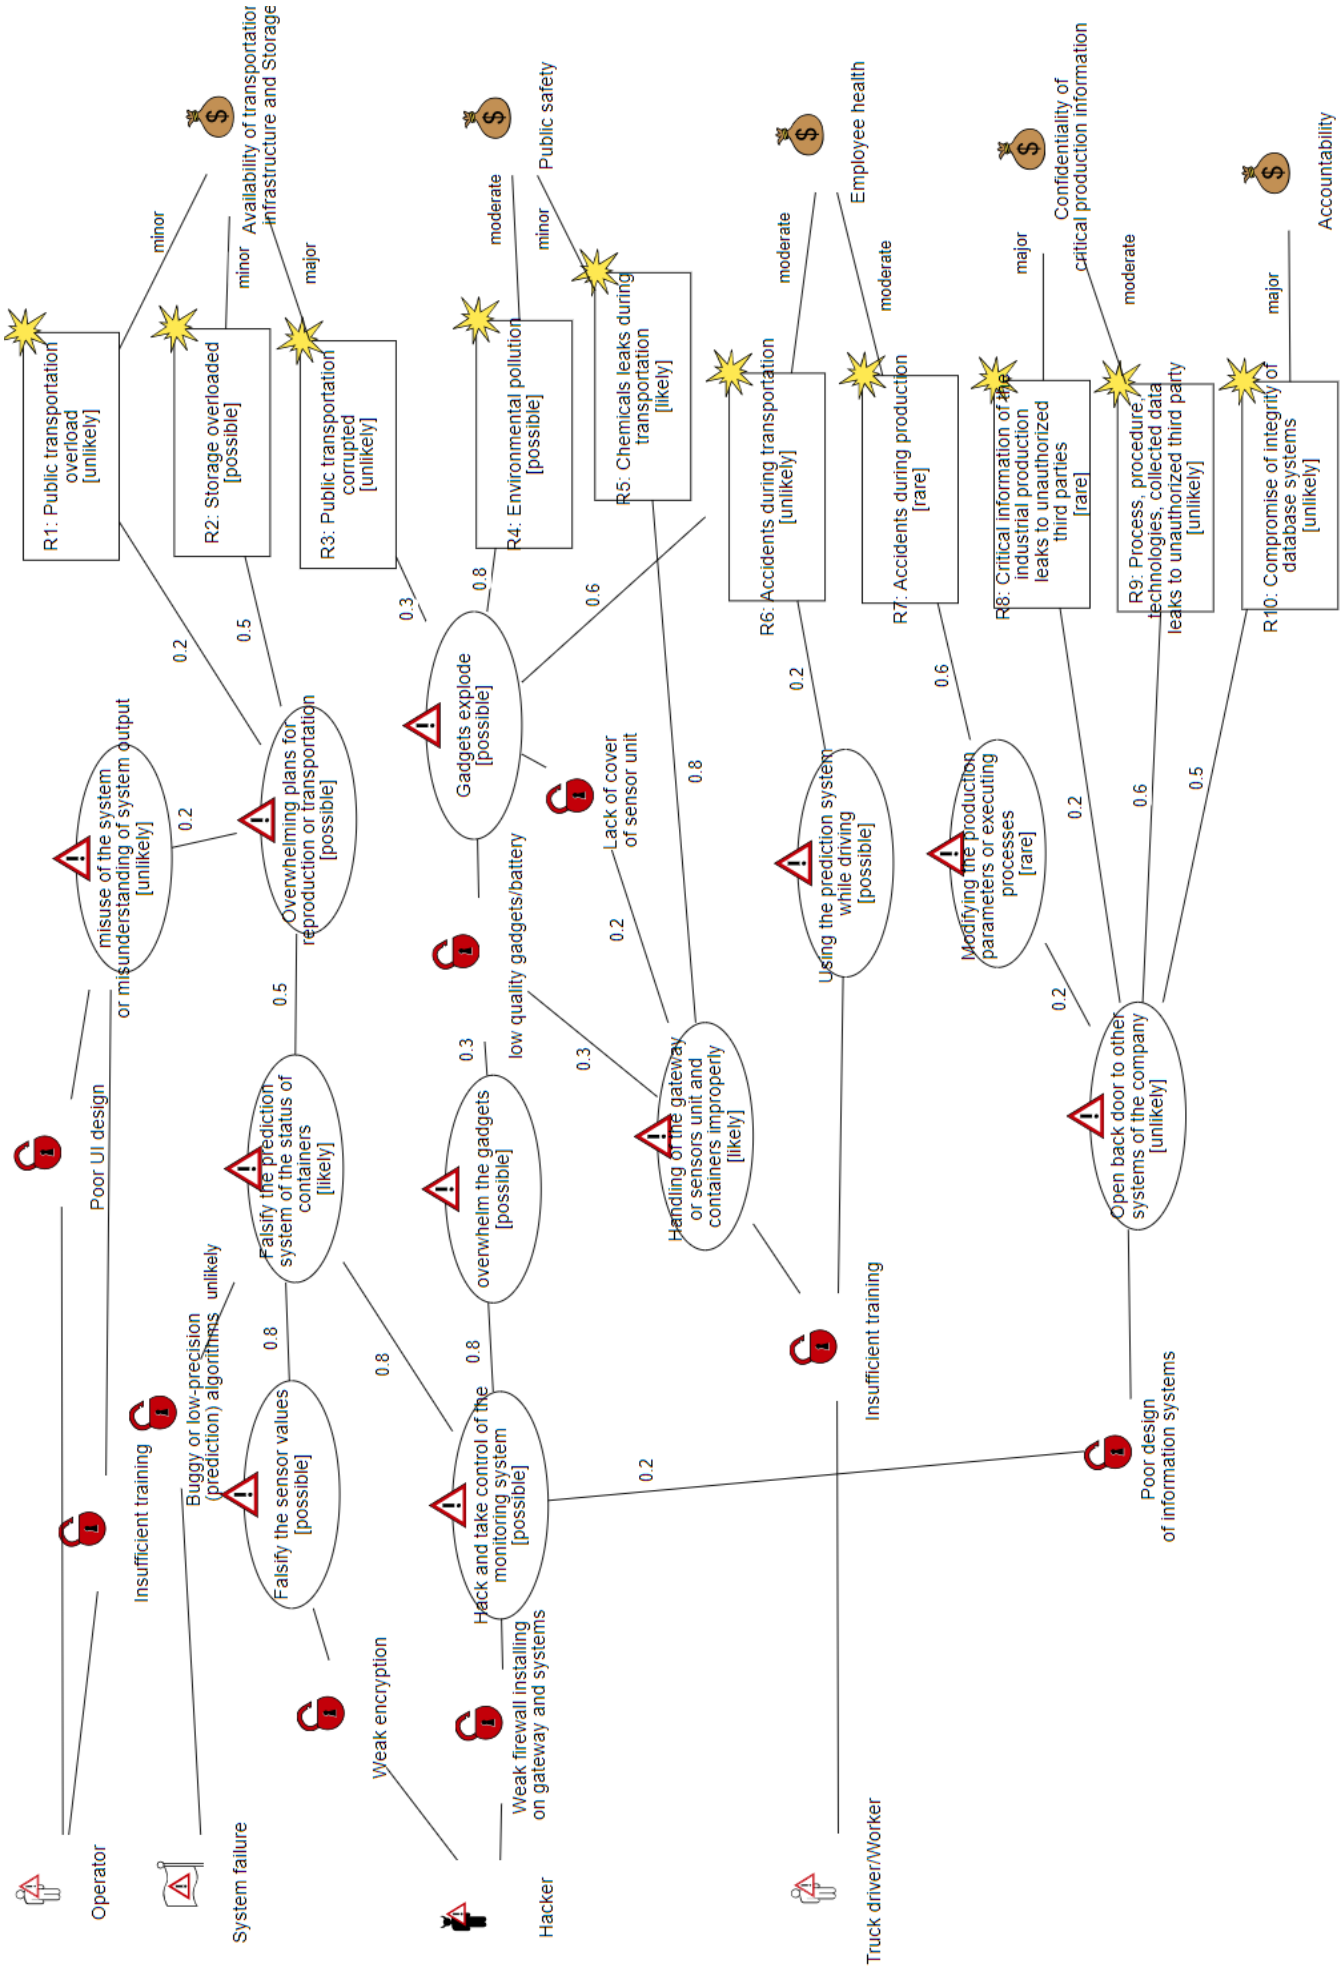 Operator
System failure
Hacker
Truck driver/Worker
Poor UI design
Insufficient training
Buggy or low-precision
(prediction) algorithms
unlikely
Weak encryption
Weak firewall installing
on gateway and systems
Insufficient training
Poor design
of information systems
misuse of the system
or misunderstanding of system output
[unlikely]
Falsify the sensor values
[possible]
Hack and take control of the
monitoring system
[possible]
Falsify the prediction
system of the status of
containers
[likely]
overwhelm the gadgets
[possible]
Handling of the gateway
or sensors unit and
containers improperly
[likely]
Open back door to other
systems of the company
[unlikely]
Overwhelming plans for
reproduction or transportation
[possible]
Gadgets explode
[possible]
low quality gadgets/battery
Lack of cover
of sensor unit
Using the prediction system
while driving
[possible]
Modifying the production
parameters or executing
processes
[rare]
0.8
0.8
0.8
0.2
0.5
0.3
0.3
0.2
0.2
0.2
0.2
0.5
0.3
0.8
0.6
0.8
0.2
0.6
0.2
0.6
0.5
R1: Public transportation
overload
[unlikely]
R2: Storage overloaded
[possible]
R3: Public transportation
corrupted
[unlikely]
R4: Environmental pollution
[possible]
R5: Chemicals leaks during
transportation
[likely]
R6: Accidents during transportation
[unlikely]
R7: Accidents during production
[rare]
R8: Critical information of the
industrial production
leaks to unauthorized
third parties
[rare]
R9: Process, procedure,
technologies, collected data
leaks to unauthorized third party
[unlikely]
R10: Compromise of integrity of
database systems
[unlikely]
minor
minor
major
moderate
minor
moderate
moderate
major
moderate
major
Availability of transportation
infrastructure and Storage
Public safety
Employee health
Confidentiality of
critical production information
Accountability